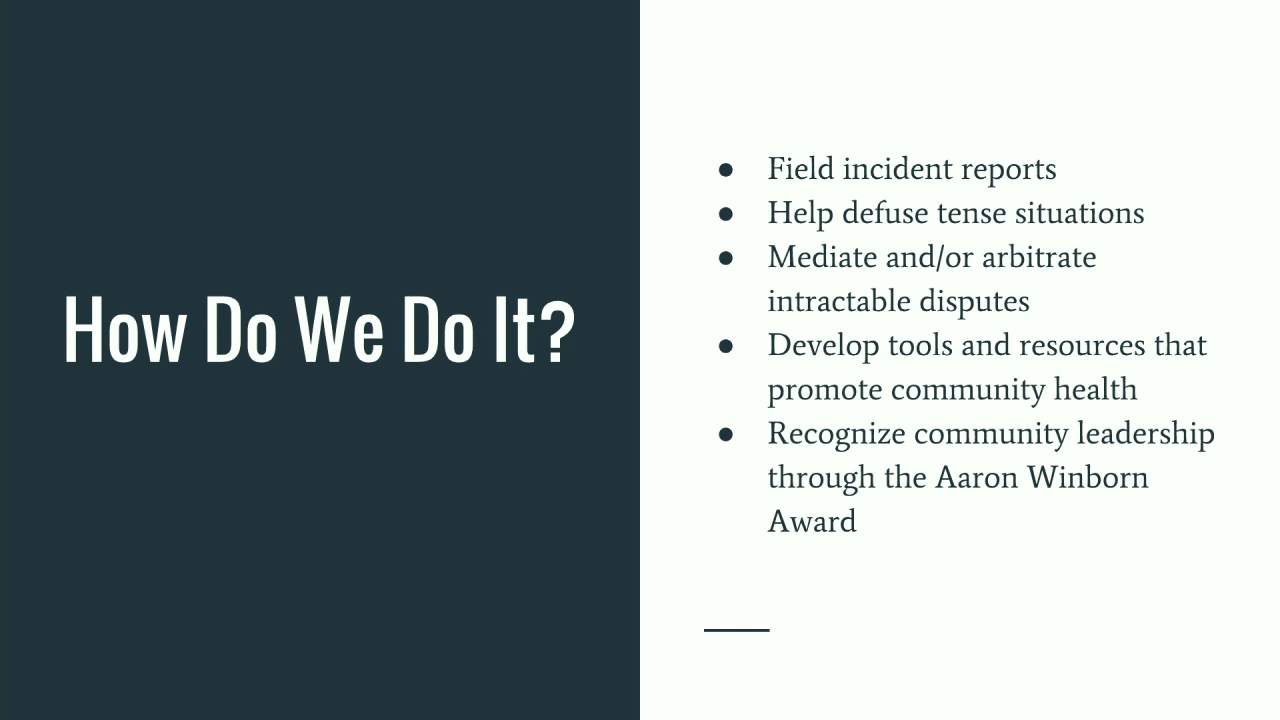 How Do We Do It?
● Field incident reports
● Help defuse tense situations
● Mediate and/or arbitrate
intractable disputes
● Develop tools and resources that
promote community health
● Recognize community leadership
through the Aaron Winborn
Award